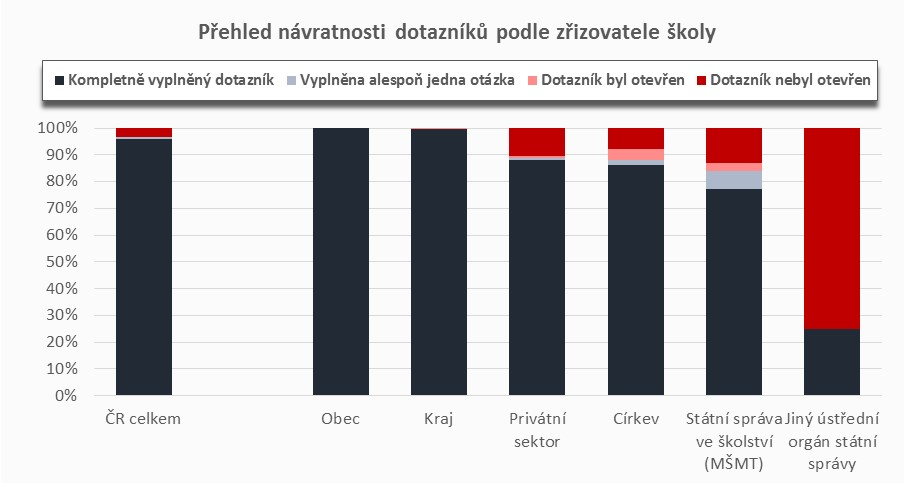 Přehled návratnosti dotazníků podle zřizovatele školy
Kompletně vyplněný dotazník Vyplněna alespoň jedna otázka Dotazník byl otevřen Dotazník nebyl otevřen
100%
90%
80%
70%
60%
50%
40%
30%
20%
10%
0%
ČR celkem
Obec
Kraj
Privátní
sektor
Církev
Státní správa
ve školství
(MŠMT)
Jiný ústřední
orgán státní
správy